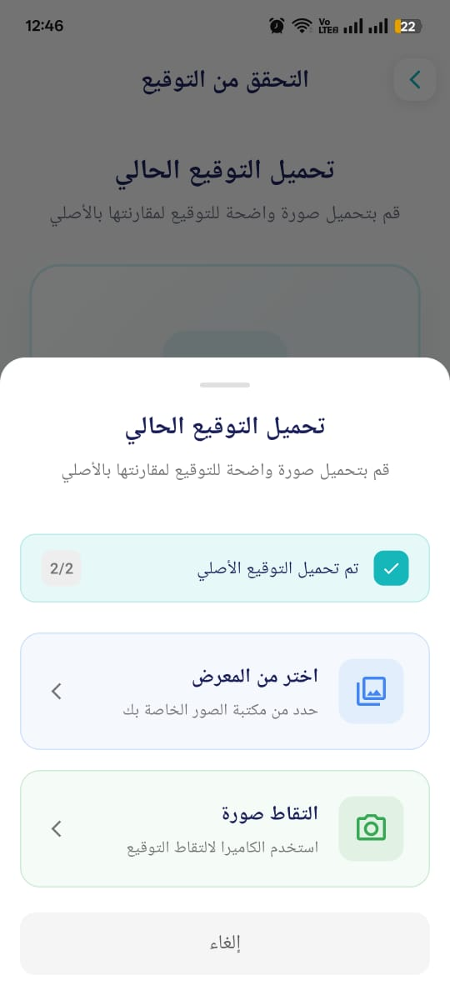 12:46
Vo
LTE
22
التحقق من التوقيع
تحميل التوقيع الحالي
قم بتحميل صورة واضحة للتوقيع لمقارنتها بالأصلي
تحميل التوقيع الحالي
قم بتحميل صورة واضحة للتوقيع لمقارنتها بالأصلي
تم تحميل التوقيع الأصلي
2/2
اختر من المعرض
حدد من مكتبة الصور الخاصة بك
التقاط صورة
استخدم الكاميرا لالتقاط التوقيع
إلغاء